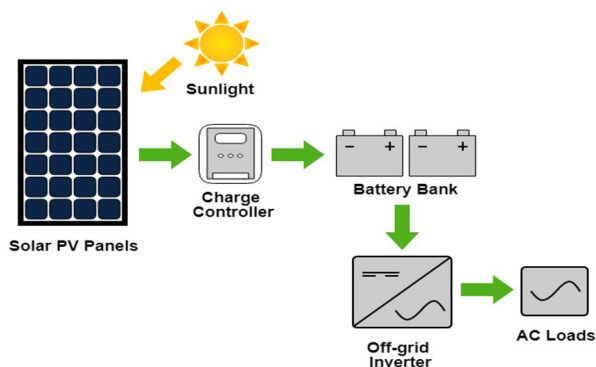 Sunlight
Solar PV Panels
Charge
Controller
- + - +
Battery Bank
Off-grid
Inverter
AC Loads